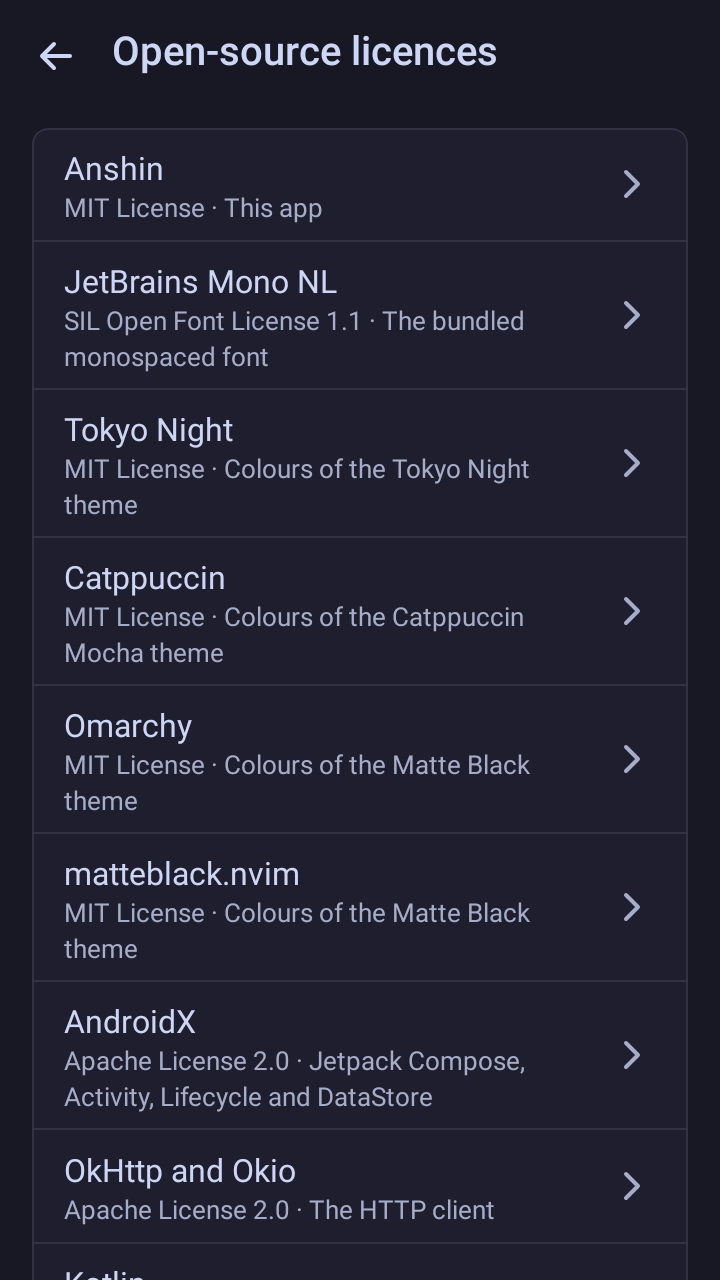 Open-source licences
Anshin
MIT License · This app
JetBrains Mono NL
SIL Open Font License 1.1 · The bundled
monospaced font
Tokyo Night
MIT License · Colours of the Tokyo Night
theme
Catppuccin
MIT License · Colours of the Catppuccin
Mocha theme
Omarchy
MIT License · Colours of the Matte Black
theme
matteblack.nvim
MIT License · Colours of the Matte Black
theme
AndroidX
Apache License 2.0 · Jetpack Compose,
Activity, Lifecycle and DataStore
OkHttp and Okio
Apache License 2.0 · The HTTP client
Kotlin